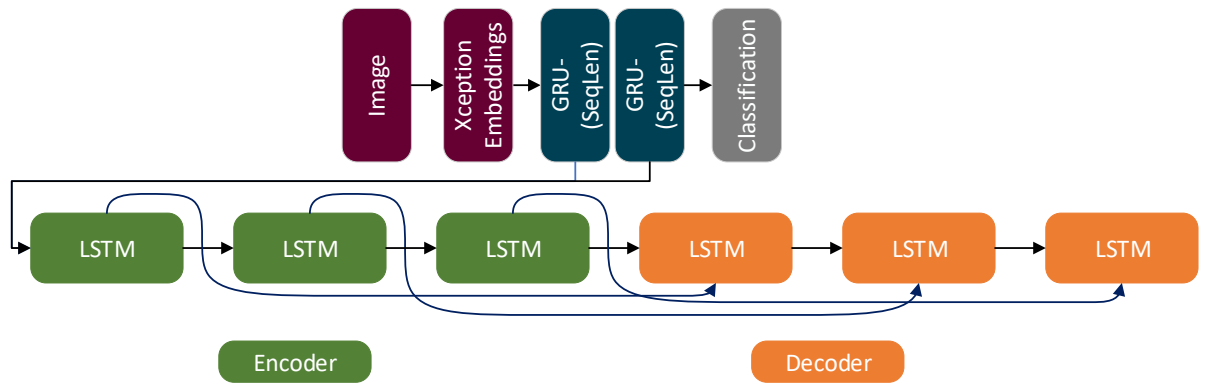 Image
Xception
Embeddings
GRU-
(SeqLen)
GRU-
(SeqLen)
Classification
LSTM
LSTM
LSTM
LSTM
LSTM
LSTM
Encoder
Decoder